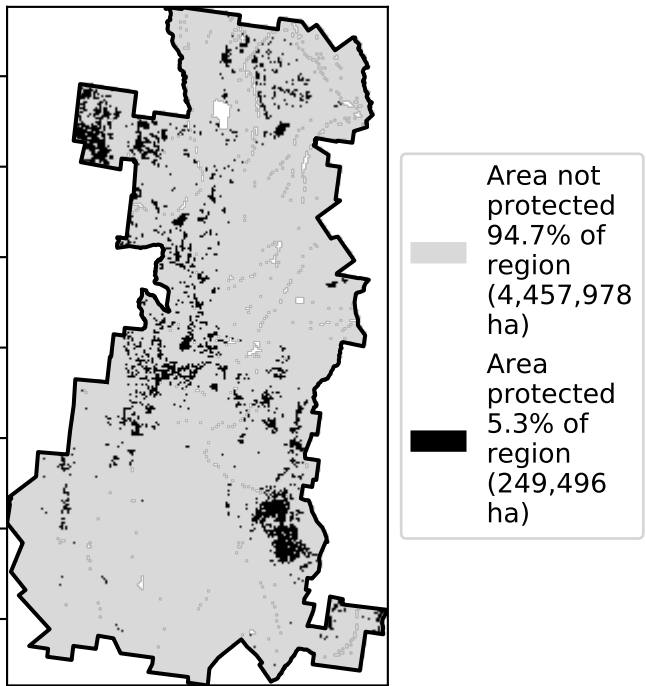 Area not
protected
94.7% of
region
(4,457,978
ha)
Area
protected
5.3% of
region
(249,496
ha)